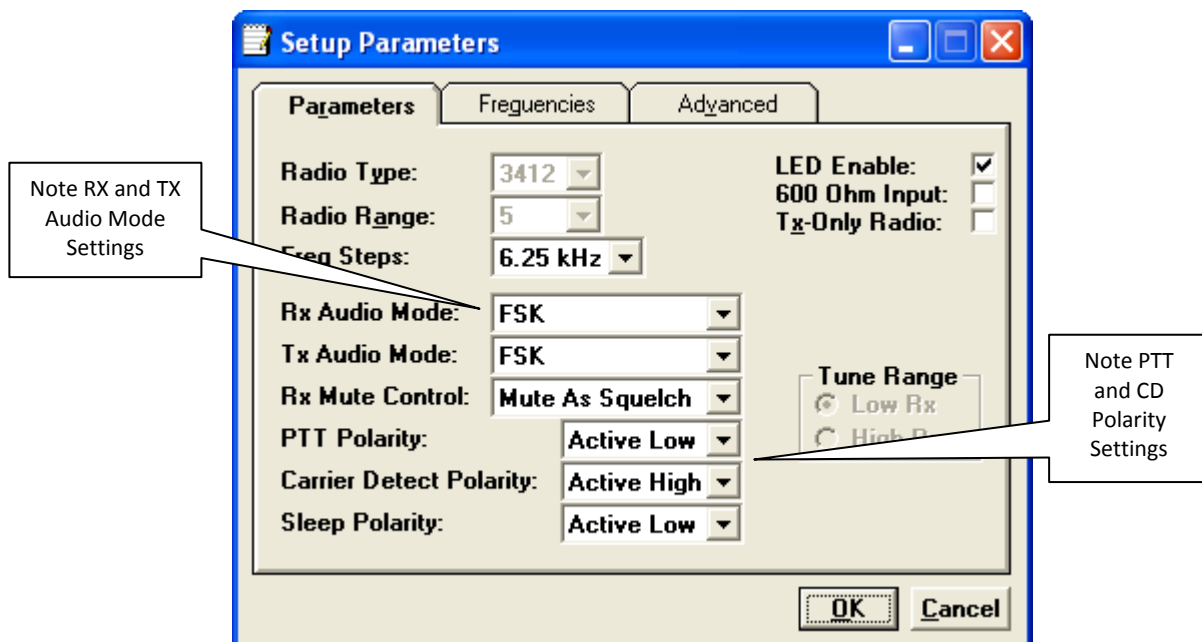 Setup Parameters
Parameters
Freguencies
Advanced
Radio Type:
3412
Radio Range:
5
Freq Steps:
6.25 kHz
LED Enable:
600 Ohm Input:
Tx-Only Radio:
Note RX and TX
Audio Mode
Settings
Rx Audio Mode:
FSK
Tx Audio Mode:
FSK
Rx Mute Control:
Mute As Squelch
PTT Polarity:
Active Low
Carrier Detect Polarity:
Active High
Sleep Polarity:
Active Low
Tune Range
Low Rx
High
Note PTT
and CD
Polarity
Settings
OK
Cancel